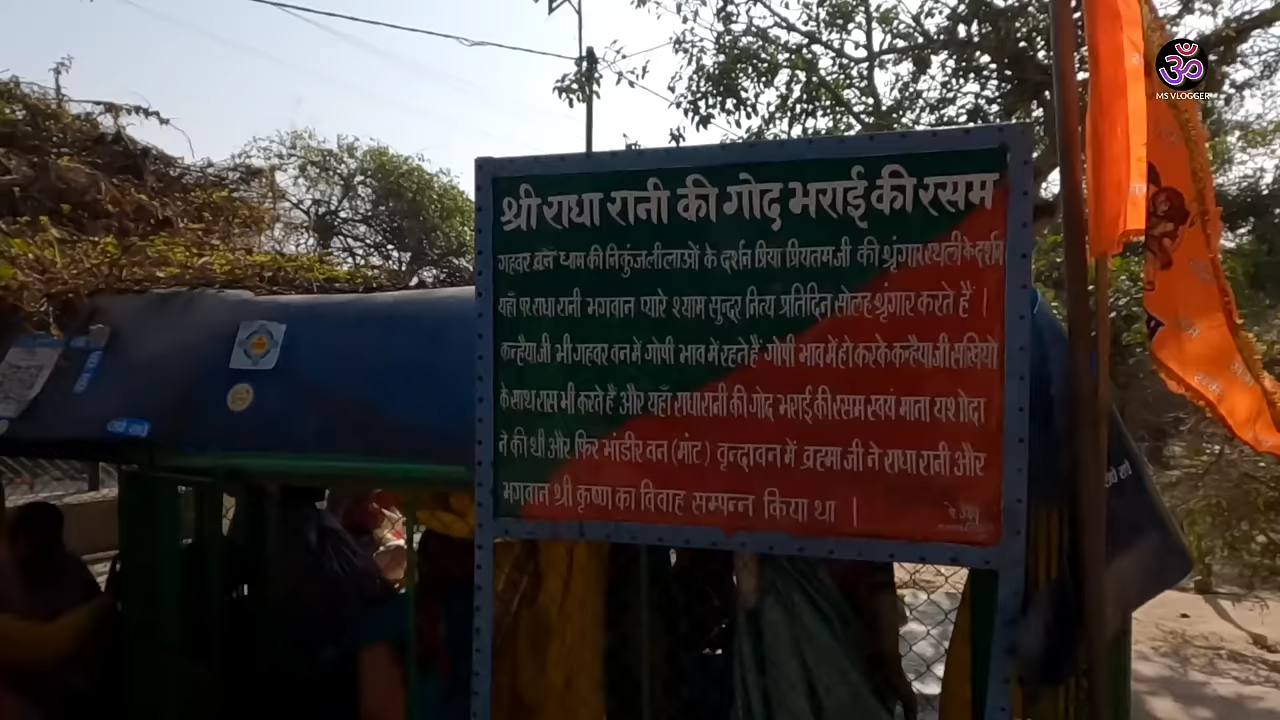 ॐ
MS VLOGGER
श्री राधा रानी की गोद भराई की रसम
गहवर वन धाम की निकुंजलीलाओं के दर्शन प्रिया प्रियतम जी की श्रृंगार स्थली के दर्शन
यहाँ पर राधा रानी भगवान प्यारे श्याम सुन्दर नित्य प्रतिदिन सोलह श्रृंगार करते हैं ।
कन्हैया जी भी गहवर वन में गोपी भाव में रहते हैं गोपी भाव में हो करके कन्हैया जी सखियो
के साथ रास भी करते हैं और यहाँ राधा रानी की गोद भराई की रसम स्वयं माता यशोदा
ने की थी और फिर भांडीर वन (मांट) वृन्दावन में व्रहमा जी ने राधा रानी और
भगवान श्री कृष्ण का विवाह सम्पन्न किया था ।